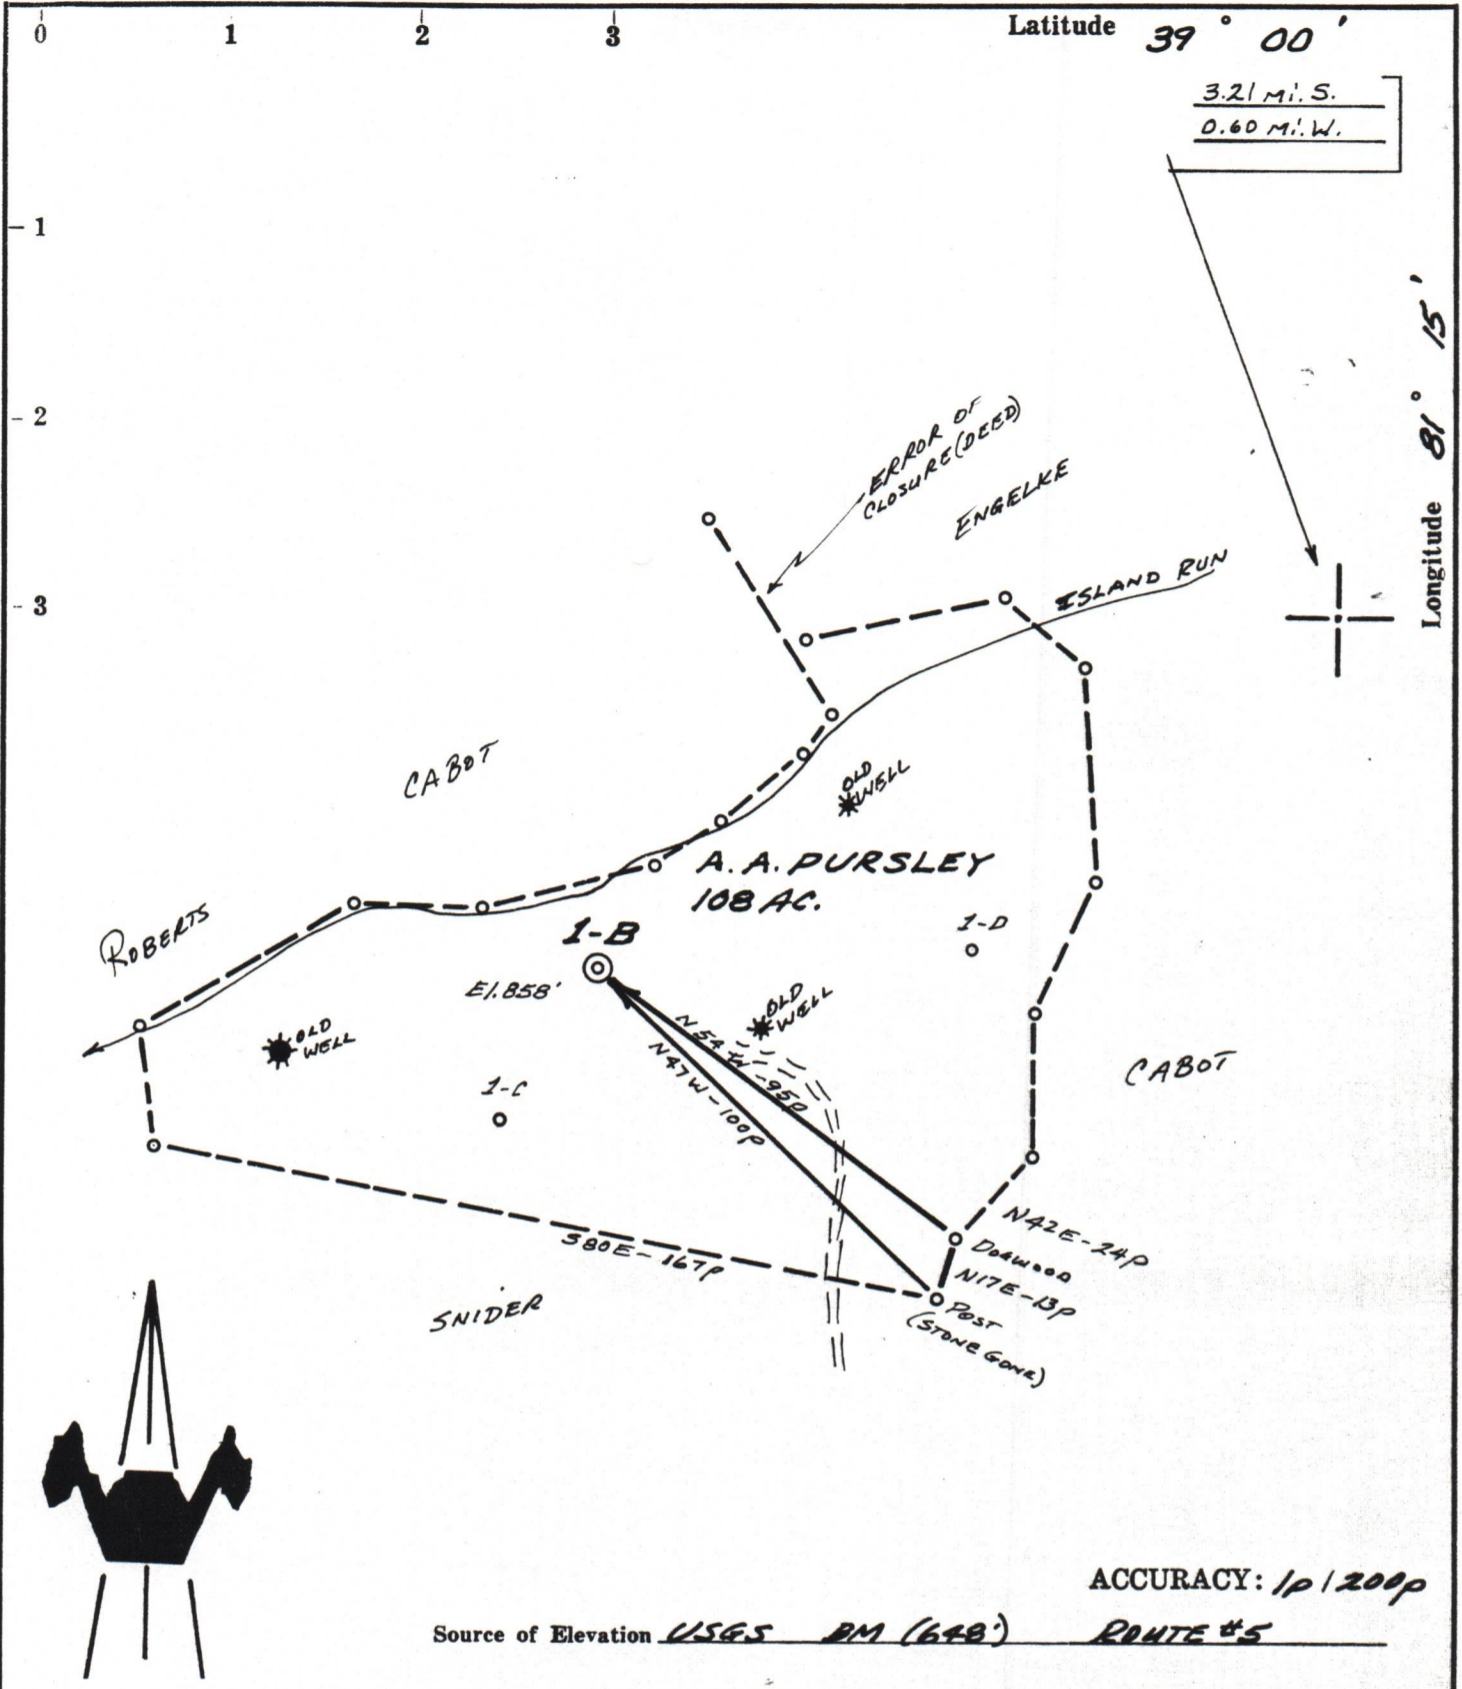 0 1 2 3
Latitude 39° 00'
3.21 Mi. S.
0.60 Mi. W.
- 1
- 2
- 3
Longitude 81° 15'
ERROR OF
CLOSURE (DEED)
ENGELKE
ISLAND RUN
CABOT
OLD
WELL
A. A. PURSLEY
108 AC.
ROBERTS
1-B
1-D
El. 858'
OLD
WELL
OLD
WELL
N54W-95P
N47W-100P
CABOT
1-C
N42E-24P
DOGWOOD
N17E-13P
POST
(STONE GONE)
S80E-167P
SNIDER
ACCURACY: 1p/200p
Source of Elevation USGS BM (648') ROUTE #5